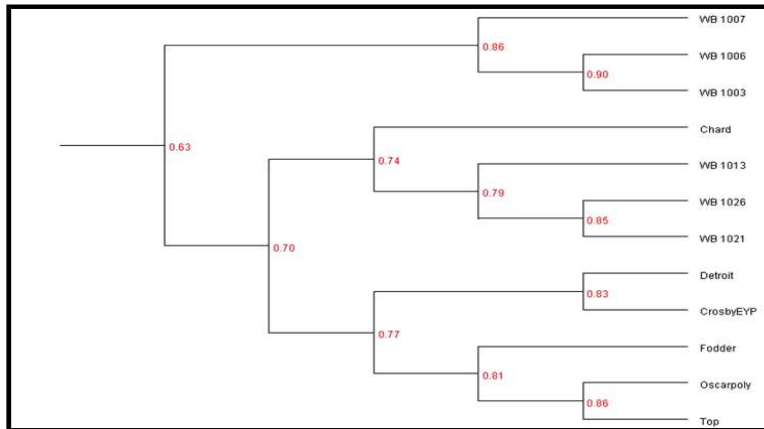 WB 1007
0.86
WB 1006
0.90
WB 1003
0.63
Chard
0.74
WB 1013
0.79
WB 1026
0.85
WB 1021
0.70
Detroit
0.83
CrosbyEYP
0.77
Fodder
0.81
Oscarpoly
0.86
Top